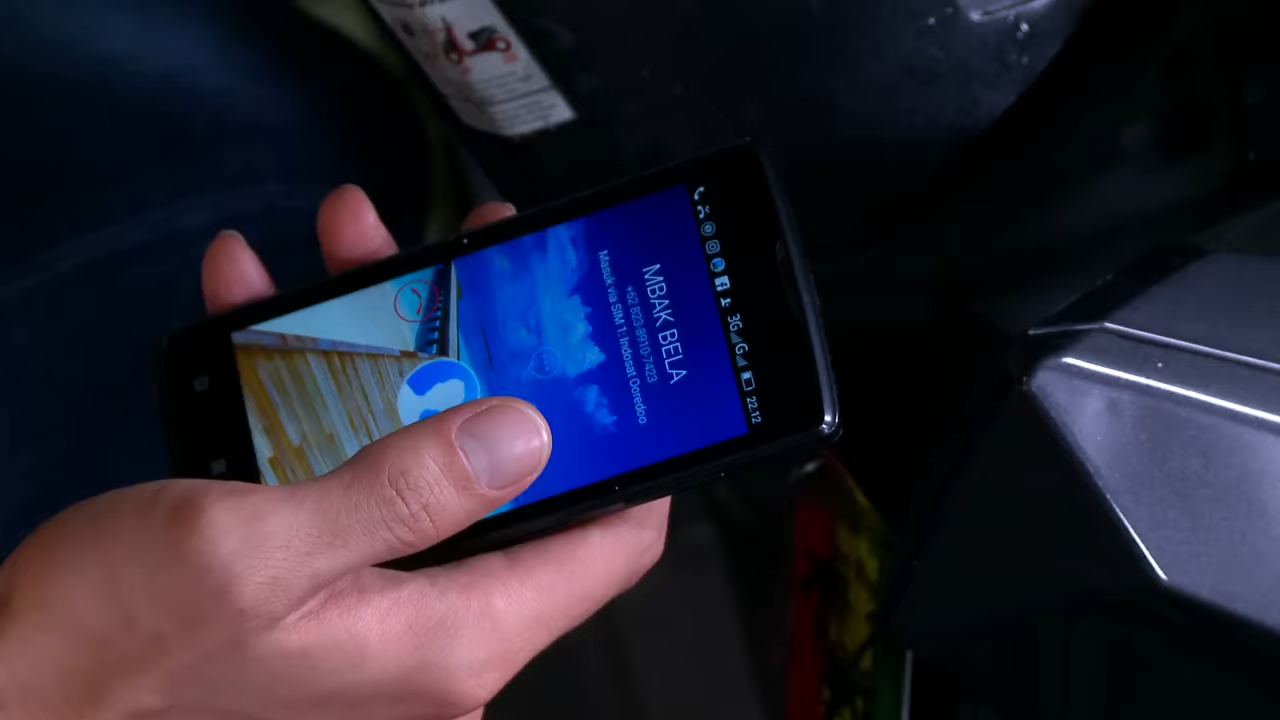 3G G 22.12
MBAK BELA
+62 823-8910-7423
Masuk via SIM 1: Indosat Ooredoo